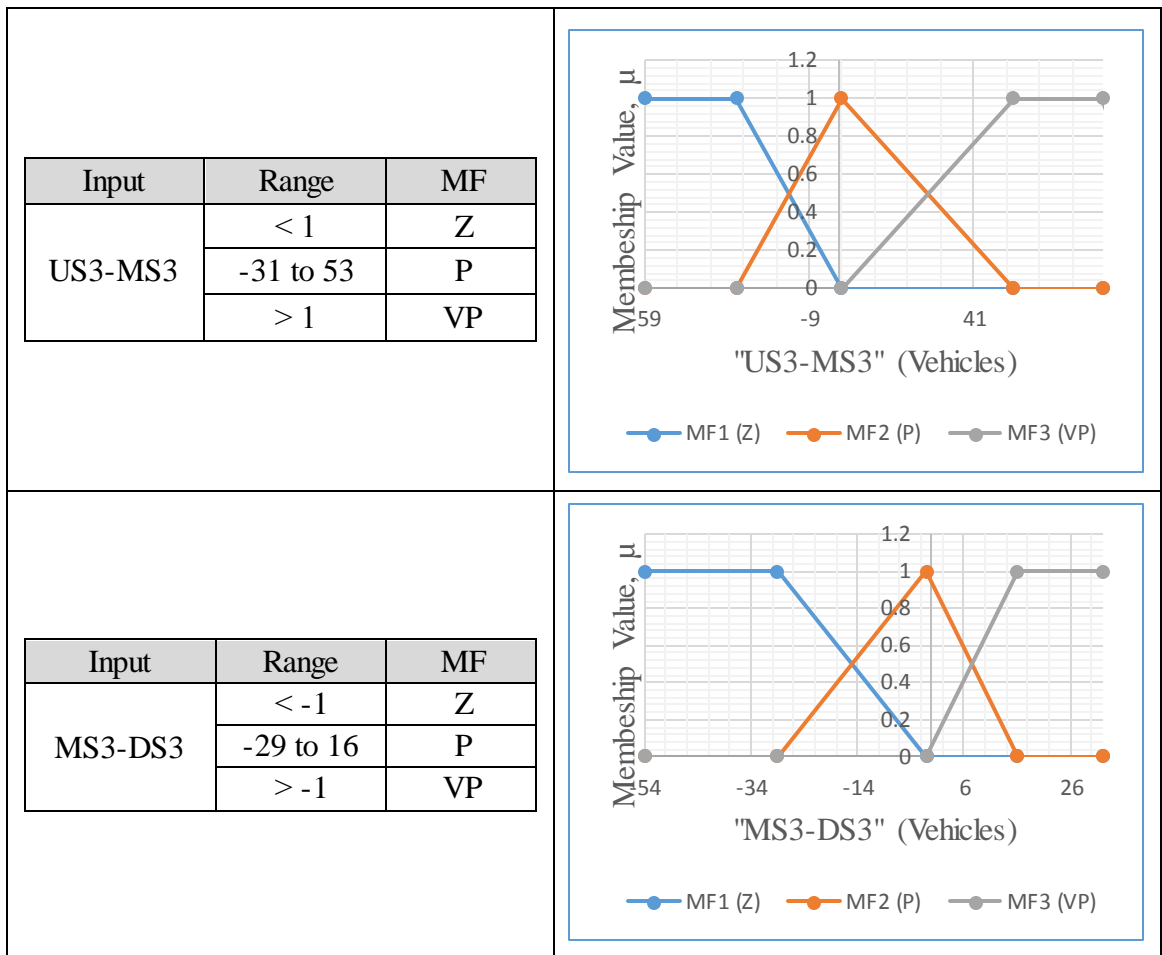 Input Range MF
US3-MS3
< 1 Z
-31 to 53 P
> 1 VP
Membeship Value, μ
1.2
1
0.8
0.6
0.4
0.2
0
-59 -9 41
"US3-MS3" (Vehicles)
MF1 (Z) MF2 (P) MF3 (VP)
Input Range MF
MS3-DS3
< -1 Z
-29 to 16 P
> -1 VP
Membeship Value, μ
1.2
1
0.8
0.6
0.4
0.2
0
-54 -34 -14 6 26
"MS3-DS3" (Vehicles)
MF1 (Z) MF2 (P) MF3 (VP)